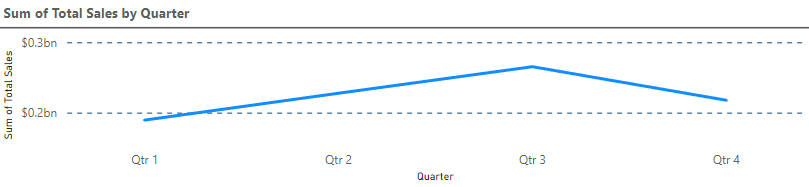 Sum of Total Sales by Quarter
$0.3bn
$0.2bn
Sum of Total Sales
Qtr 1 Qtr 2 Qtr 3 Qtr 4
Quarter